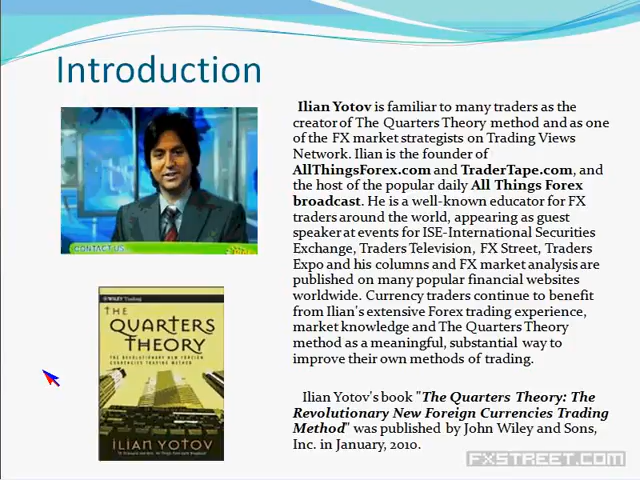 Introduction
Ilian Yotov is familiar to many traders as the
creator of The Quarters Theory method and as one
of the FX market strategists on Trading Views
Network. Ilian is the founder of
AllThingsForex.com and TraderTape.com, and
the host of the popular daily All Things Forex
broadcast. He is a well-known educator for FX
traders around the world, appearing as guest
speaker at events for ISE-International Securities
Exchange, Traders Television, FX Street, Traders
Expo and his columns and FX market analysis are
published on many popular financial websites
worldwide. Currency traders continue to benefit
from Ilian's extensive Forex trading experience,
market knowledge and The Quarters Theory
method as a meaningful, substantial way to
improve their own methods of trading.
CONTACT US
WILEY Trading
THE
QUARTERS
THEORY
THE REVOLUTIONARY NEW FOREIGN
CURRENCIES TRADING METHOD
ILIAN YOTOV
Ilian Yotov's book "The Quarters Theory: The
Revolutionary New Foreign Currencies Trading
Method" was published by John Wiley and Sons,
Inc. in January, 2010.
FXSTREET.COM